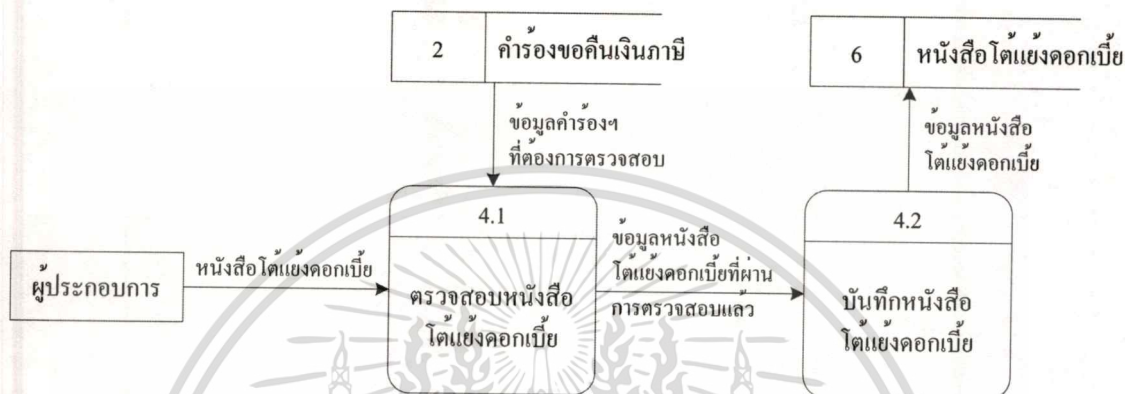 2 คำร้องขอคืนเงินภาษี
6 หนังสือโต้แย้งดอกเบี้ย
ข้อมูลคำร้องฯ
ที่ต้องการตรวจสอบ
ข้อมูลหนังสือ
โต้แย้งดอกเบี้ย
ผู้ประกอบการ
หนังสือโต้แย้งดอกเบี้ย
4.1
ตรวจสอบหนังสือ
โต้แย้งดอกเบี้ย
ข้อมูลหนังสือ
โต้แย้งดอกเบี้ยที่ผ่าน
การตรวจสอบแล้ว
4.2
บันทึกหนังสือ
โต้แย้งดอกเบี้ย